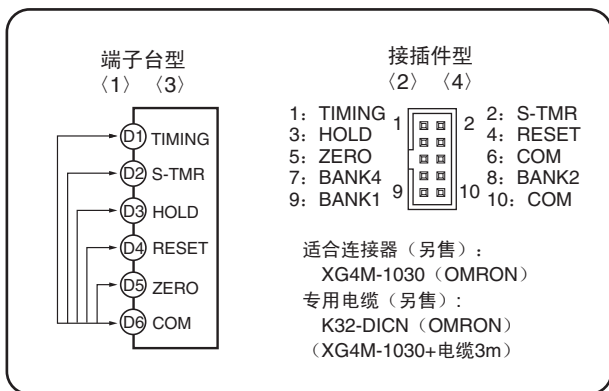 端子台型
〈1〉〈3〉
D1 TIMING
D2 S-TMR
D3 HOLD
D4 RESET
D5 ZERO
D6 COM
接插件型
〈2〉〈4〉
1：TIMING 1 2 2：S-TMR
3：HOLD 4：RESET
5：ZERO 6：COM
7：BANK4 8：BANK2
9：BANK1 9 10 10：COM
适合连接器（另售）：
XG4M-1030（OMRON）
专用电缆（另售）：
K32-DICN（OMRON）
（XG4M-1030+电缆3m）